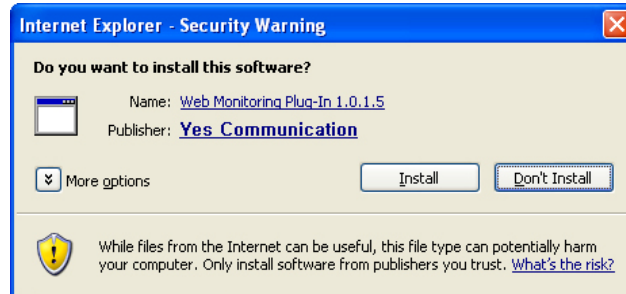 Internet Explorer - Security Warning
Do you want to install this software?
Name: Web Monitoring Plug-In 1.0.1.5
Publisher: Yes Communication
More options
Install
Don't Install
While files from the Internet can be useful, this file type can potentially harm
your computer. Only install software from publishers you trust. What's the risk?